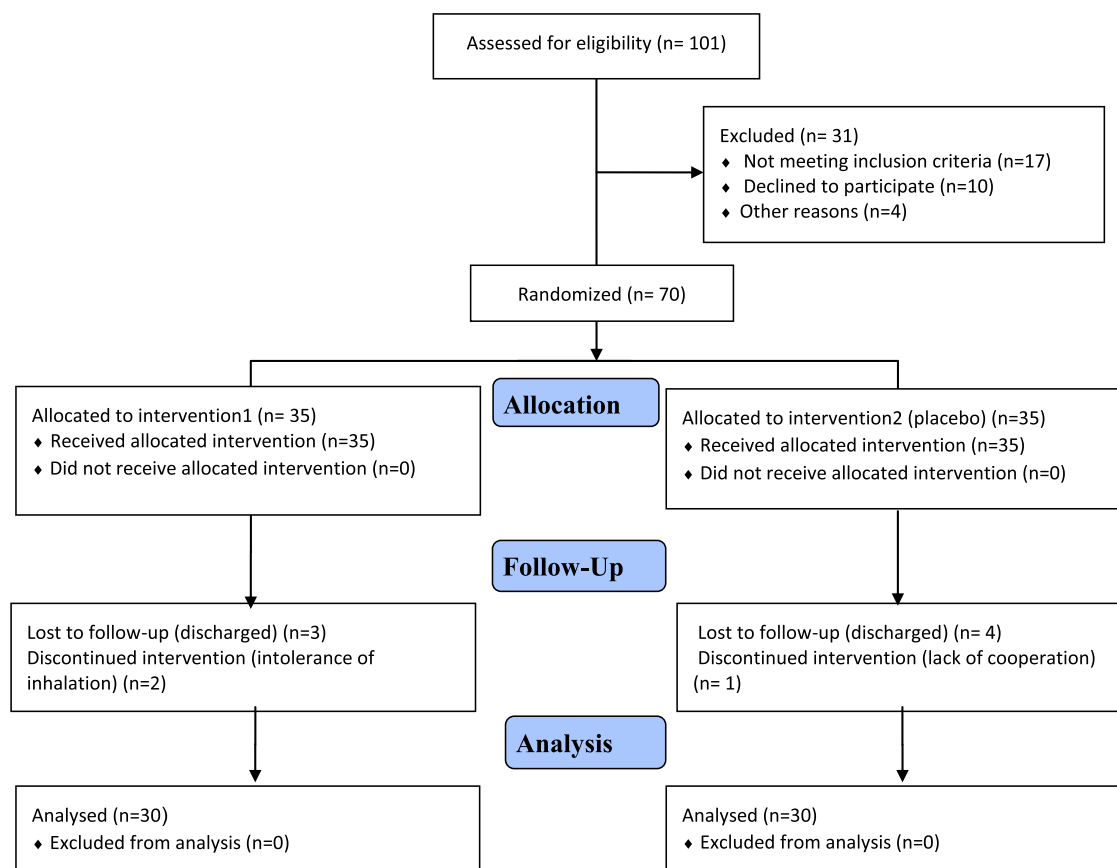 Assessed for eligibility (n= 101)
Excluded (n= 31)
♦ Not meeting inclusion criteria (n=17)
♦ Declined to participate (n=10)
♦ Other reasons (n=4)
Randomized (n= 70)
Allocation
Allocated to intervention1 (n= 35)
♦ Received allocated intervention (n=35)
♦ Did not receive allocated intervention (n=0)
Allocated to intervention2 (placebo) (n=35)
♦ Received allocated intervention (n=35)
♦ Did not receive allocated intervention (n=0)
Follow-Up
Lost to follow-up (discharged) (n=3)
Discontinued intervention (intolerance of
inhalation) (n=2)
Lost to follow-up (discharged) (n= 4)
Discontinued intervention (lack of cooperation)
(n= 1)
Analysis
Analysed (n=30)
♦ Excluded from analysis (n=0)
Analysed (n=30)
♦ Excluded from analysis (n=0)